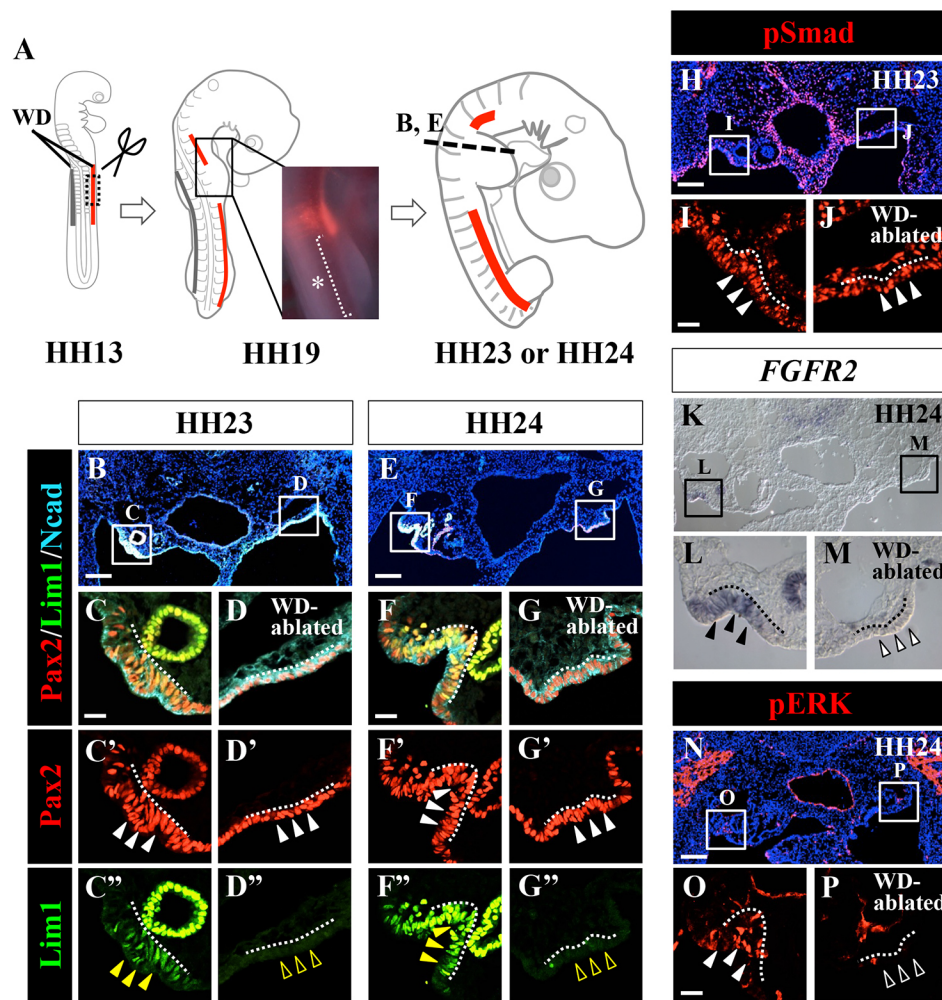 A
WD
B, E
*
HH13
HH19
HH23 or HH24
HH23
HH24
Pax2/Lim1/Ncad
B
C
D
E
F
G
C
D
WD-
ablated
F
G
WD-
ablated
Pax2
C’
D’
F’
G’
Lim1
C”
D”
F”
G”
pSmad
H
HH23
I
J
I
J
WD-
ablated
FGFR2
K
HH24
L
M
L
M
WD-
ablated
pERK
N
HH24
O
P
O
P
WD-
ablated